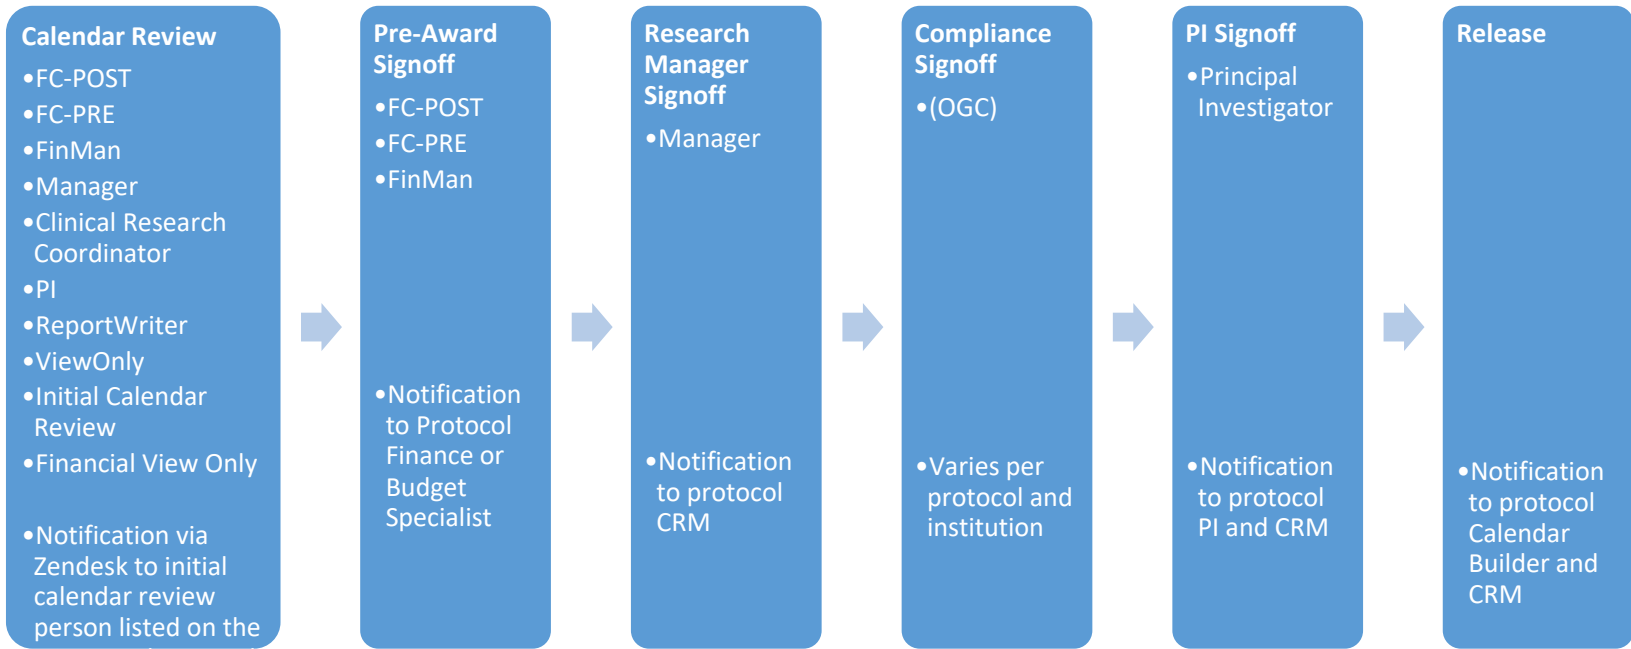 Calendar Review
•FC-POST
•FC-PRE
•FinMan
•Manager
•Clinical Research
Coordinator
•PI
•ReportWriter
•ViewOnly
•Initial Calendar
Review
•Financial View Only
•Notification via
Zendesk to initial
calendar review
person listed on the
Pre-Award
Signoff
•FC-POST
•FC-PRE
•FinMan
•Notification
to Protocol
Finance or
Budget
Specialist
Research
Manager
Signoff
•Manager
•Notification
to protocol
CRM
Compliance
Signoff
•(OGC)
•Varies per
protocol and
institution
PI Signoff
•Principal
Investigator
•Notification
to protocol
PI and CRM
Release
•Notification
to protocol
Calendar
Builder and
CRM